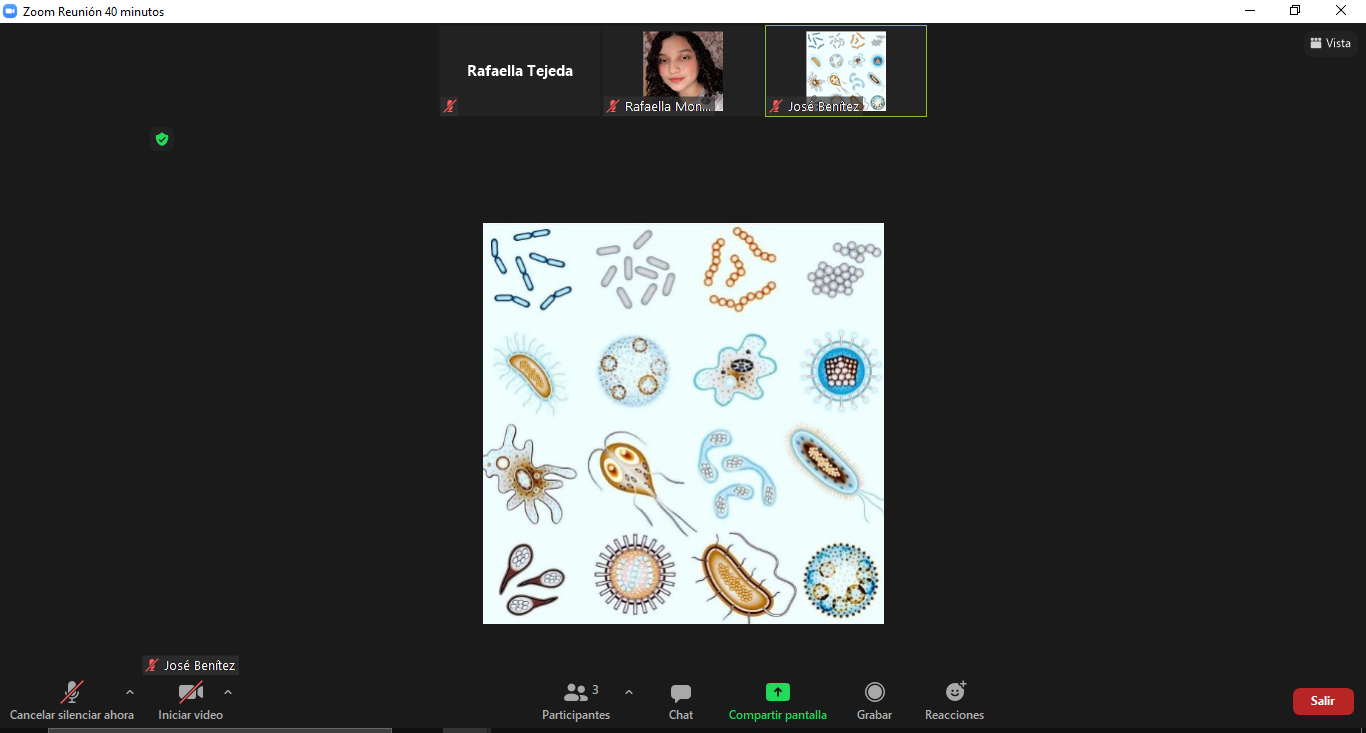 Zoom Reunión 40 minutos
Rafaella Tejeda
Rafaella Mon...
José Benítez
Vista
José Benítez
Cancelar silenciar ahora
Iniciar video
Participantes
3
Chat
Compartir pantalla
Grabar
Reacciones
Salir